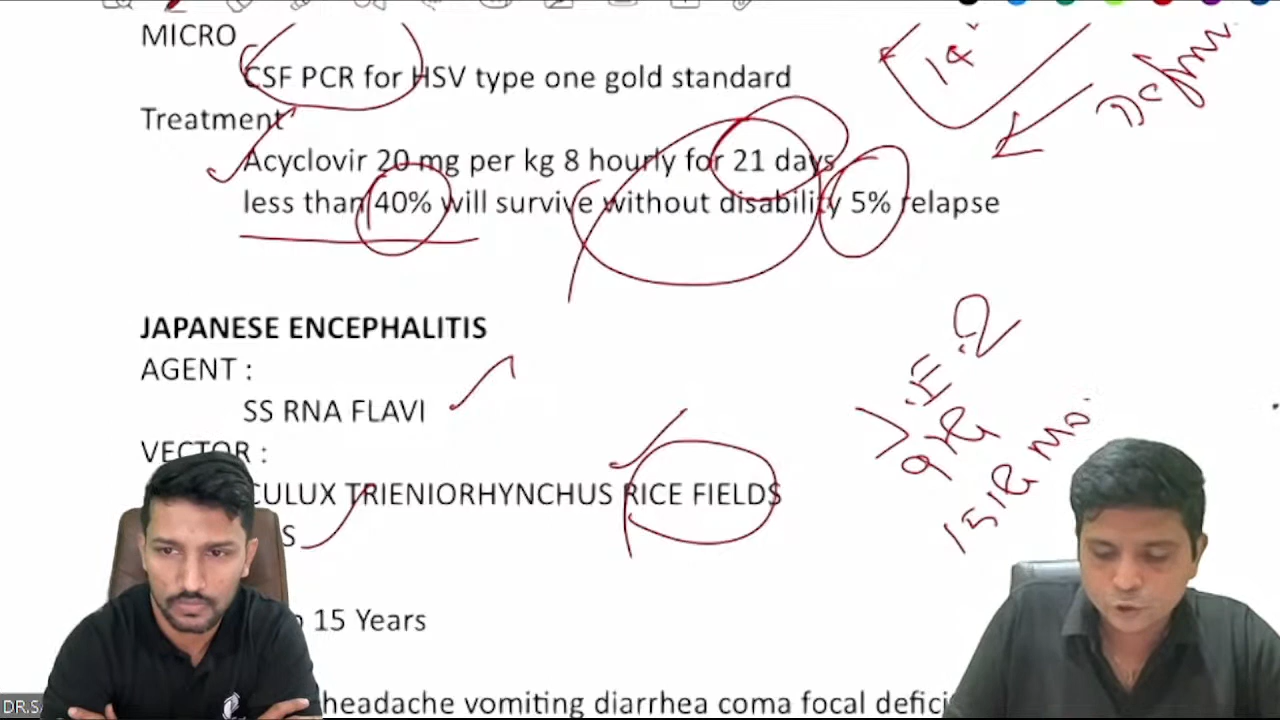 MICRO
CSF PCR for HSV type one gold standard
Treatment
Acyclovir 20 mg per kg 8 hourly for 21 days
less than 40% will survive without disability 5% relapse
14
JAPANESE ENCEPHALITIS
AGENT :
SS RNA FLAVI
VECTOR :
CULUX TRIENIORHYNCHUS RICE FIELDS
S
15 Years
headache vomiting diarrhea coma focal defici
DR.S